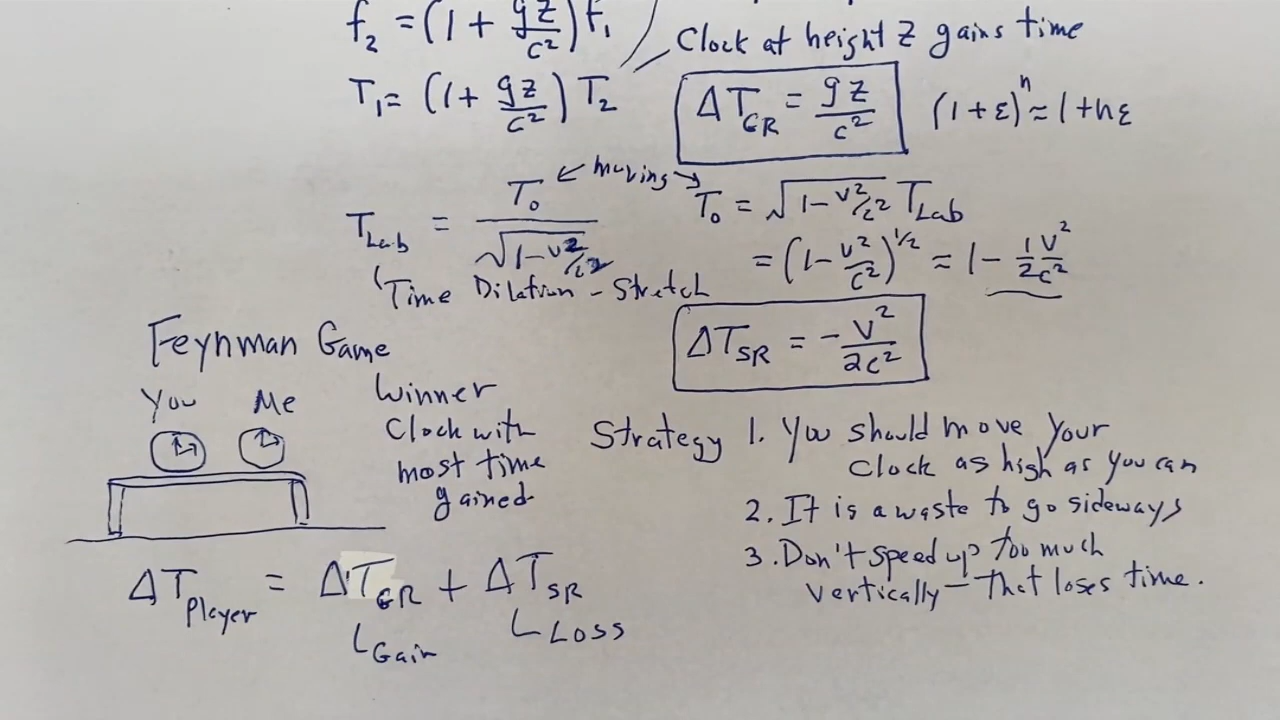 f₂ = (1 + gz/c²) f₁
Clock at height z gains time
T₁ = (1 + gz/c²) T₂
ΔT_GR = gz/c²
(1+ε)ⁿ ≈ 1+nε
← moving →
T_Lab = T₀/√(1-v²/c²)
T₀ = √(1-v²/c²) T_Lab
= (1-v²/c²)^1/2 ≈ 1 - 1/2 v²/c²
Time Dilation - Stretch
ΔT_SR = - v²/2c²
Feynman Game
You Me
Winner
Clock with
most time
gained
Strategy 1. You should move your
Clock as high as you can
2. It is a waste to go sideways
3. Don't speed up too much
vertically - That loses time.
ΔT_Player = ΔT_GR + ΔT_SR
Gain
Loss